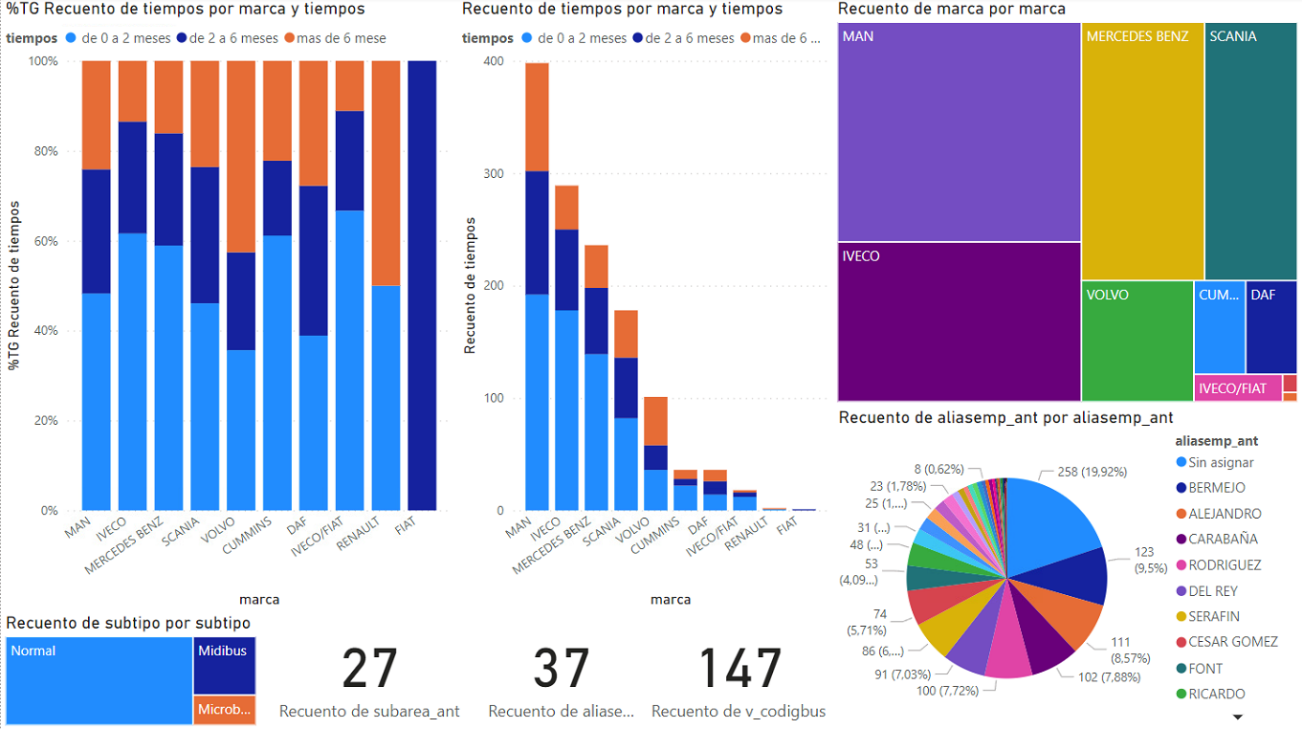 %TG Recuento de tiempos por marca y tiempos
tiempos de 0 a 2 meses de 2 a 6 meses mas de 6 mese
100%
80%
60%
40%
20%
0%
%TG Recuento de tiempos
MAN
IVECO
MERCEDES BENZ
SCANIA
VOLVO
CUMMINS
DAF
IVECO/FIAT
RENAULT
FIAT
marca
Recuento de tiempos por marca y tiempos
tiempos de 0 a 2 meses de 2 a 6 meses mas de 6 ...
400
300
200
100
0
Recuento de tiempos
MAN
IVECO
MERCEDES BENZ
SCANIA
VOLVO
CUMMINS
DAF
IVECO/FIAT
RENAULT
FIAT
marca
Recuento de marca por marca
MAN
MERCEDES BENZ
SCANIA
IVECO
VOLVO
CUM...
DAF
IVECO/FIAT
Recuento de aliasemp_ant por aliasemp_ant
258 (19,92%)
123
(9,5%)
111
(8,57%)
102 (7,88%)
100 (7,72%)
91 (7,03%)
86 (6,...)
74
(5,71%)
53
(4,09...)
48 (...)
31 (...)
25 (1,...)
23 (1,78%)
8 (0,62%)
aliasemp_ant
Sin asignar
BERMEJO
ALEJANDRO
CARABAÑA
RODRIGUEZ
DEL REY
SERAFIN
CESAR GOMEZ
FONT
RICARDO
Recuento de subtipo por subtipo
Normal
Midibus
Microb...
27
Recuento de subarea_ant
37
Recuento de aliase...
147
Recuento de v_codigbus